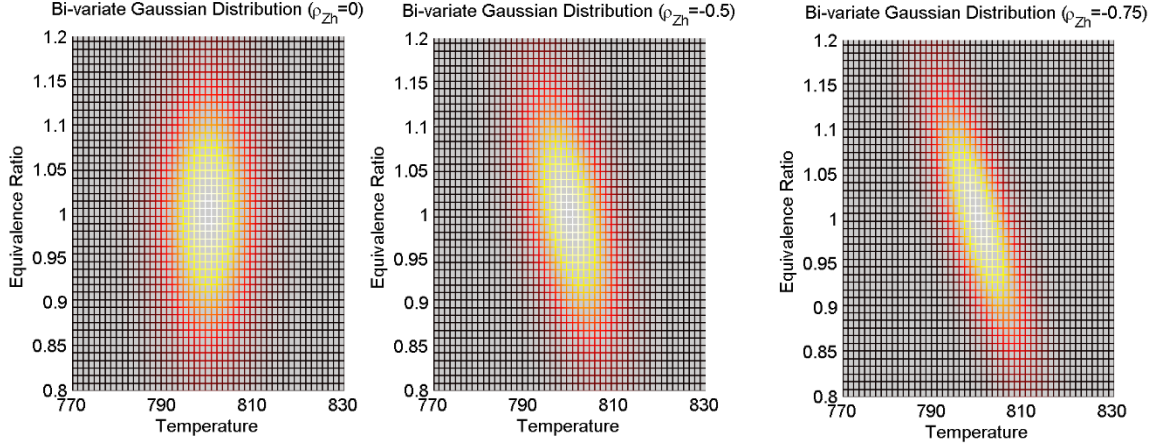 Bi-variate Gaussian Distribution (ρZh=0)
Equivalence Ratio
1.2
1.15
1.1
1.05
1
0.95
0.9
0.85
0.8
770 790 810 830
Temperature
Bi-variate Gaussian Distribution (ρZh=-0.5)
Equivalence Ratio
1.2
1.15
1.1
1.05
1
0.95
0.9
0.85
0.8
770 790 810 830
Temperature
Bi-variate Gaussian Distribution (ρZh=-0.75)
Equivalence Ratio
1.2
1.15
1.1
1.05
1
0.95
0.9
0.85
0.8
770 790 810 830
Temperature